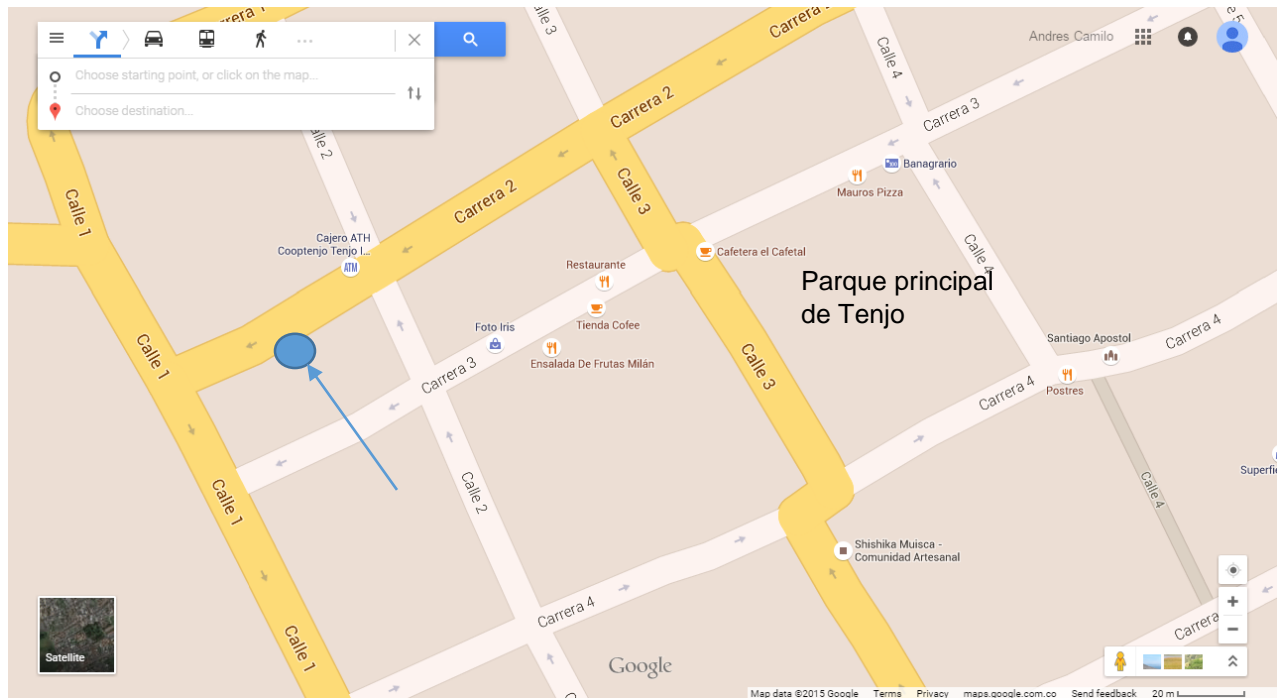 Carrera 2
Calle 3
Carrera 2
Calle 5
Andres Camilo
Choose starting point, or click on the map...
Choose destination...
Calle 4
Carrera 2
Carrera 3
Calle 2
Banagrario
Mauros Pizza
Calle 3
Carrera 2
Calle 1
Cajero ATH
Cooptenjo Tenjo I...
ATM
Cafetera el Cafetal
Calle 4
Restaurante
Parque principal
de Tenjo
Tienda Cofee
Foto Iris
Ensalada De Frutas Milán
Santiago Apostol
Carrera 4
Calle 1
Calle 3
Carrera 3
Postres
Carrera 4
Superfi
Calle 1
Calle 2
Calle 4
Shishika Muisca -
Comunidad Artesanal
Carrera 4
Carrera
Calle 1
Satellite
Google
Map data ©2015 Google Terms Privacy maps.google.com.co Send feedback 20 m